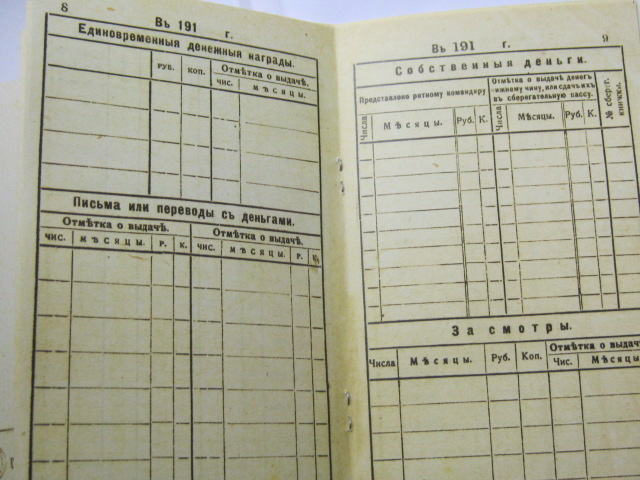 8
Въ 191 г.
Единовременныя денежныя награды.
РУБ. КОП. Отмѣтка о выдачѣ.
ЧИС. МѢСЯЦЫ.
Письма или переводы съ деньгами.
Отмѣтка о выдачѣ. Отмѣтка о выдачѣ.
ЧИС. МѢСЯЦЫ. Р. К. ЧИС. МѢСЯЦЫ. Р.
9
Въ 191 г.
Собственныя деньги.
Представлено ротному командиру
Отмѣтка о выдачѣ денегъ
нижнему чину, или сдачѣ ихъ
въ сберегательную кассу.
Числа Мѣсяцы. Руб. К. Числа Мѣсяцы. Руб. К. № сбер. книжки.
За смотры.
Числа Мѣсяцы. Руб. Коп. Отмѣтка о выдачѣ
Чис. Мѣсяцы